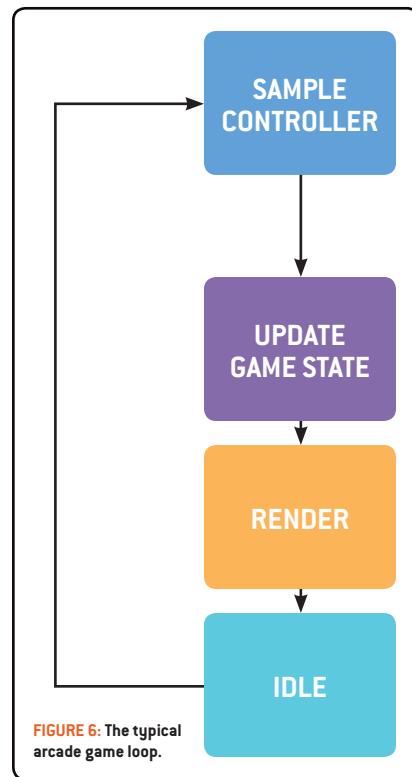 SAMPLE
CONTROLLER
UPDATE
GAME STATE
RENDER
IDLE
FIGURE 6: The typical
arcade game loop.